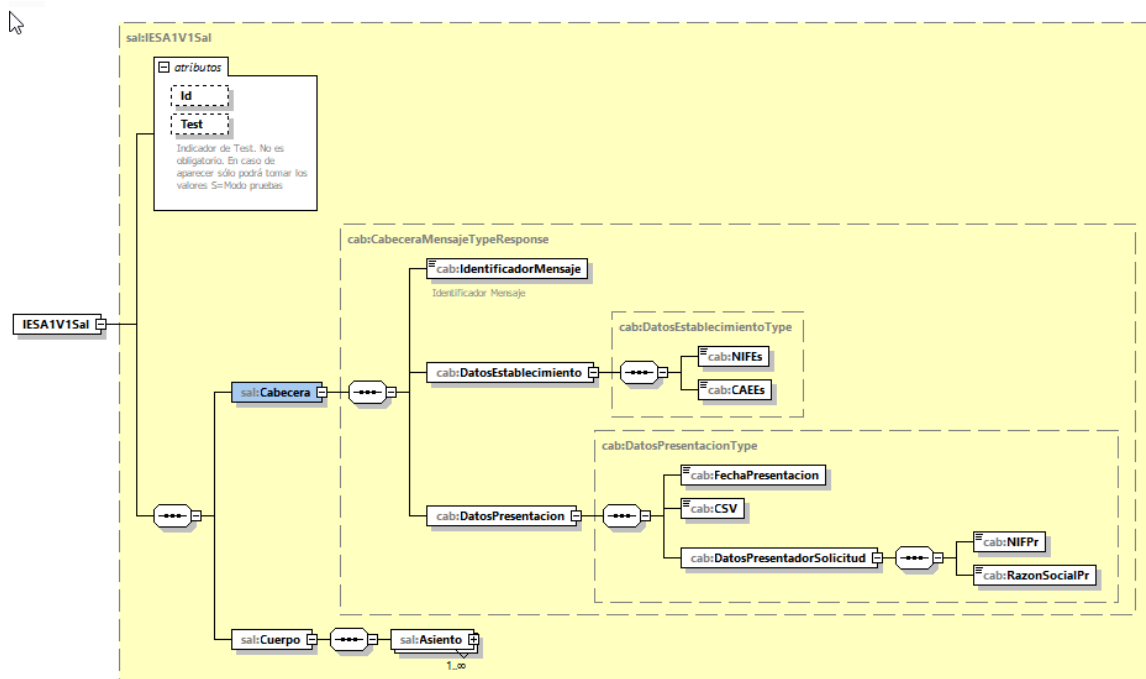 sal:IESA1V1Sal
atributos
Id
Test
Indicador de Test. No es
obligatorio. En caso de
aparecer sólo podrá tomar los
valores S=Modo pruebas
cab:CabeceraMensajeTypeResponse
cab:IdentificadorMensaje
Identificador Mensaje
IESA1V1Sal
cab:DatosEstablecimientoType
cab:NIFEs
cab:DatosEstablecimiento
cab:CAEEs
sal:Cabecera
cab:DatosPresentacionType
cab:FechaPresentacion
cab:CSV
cab:DatosPresentacion
cab:NIFPr
cab:DatosPresentadorSolicitud
cab:RazonSocialPr
sal:Cuerpo
sal:Asiento
1..∞